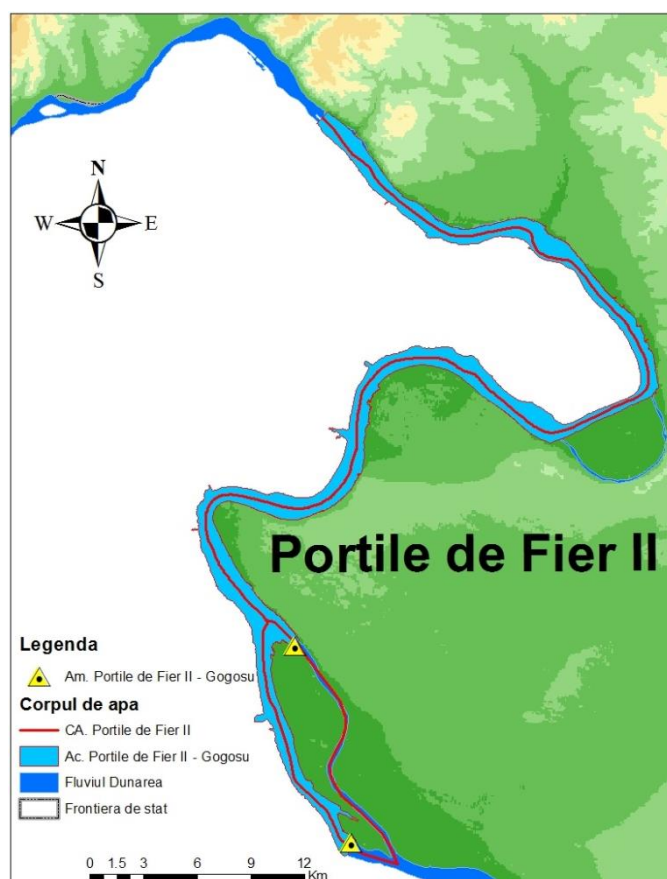 N
W E
S
Portile de Fier II
Legenda
Am. Portile de Fier II - Gogosu
Corpul de apa
CA. Portile de Fier II
Ac. Portile de Fier II - Gogosu
Fluviul Dunarea
Frontiera de stat
0 1.5 3 6 9 12
Km